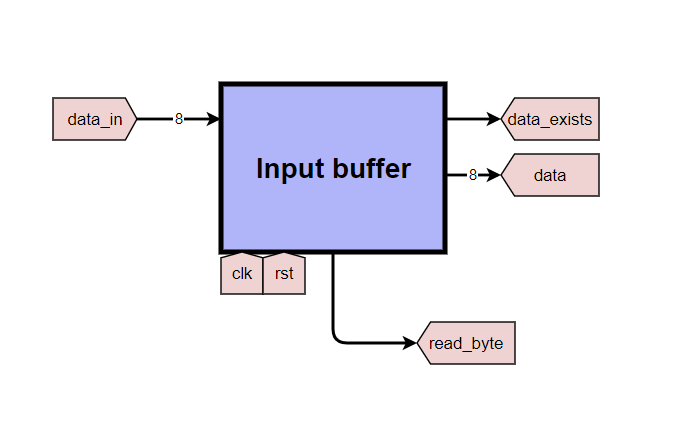 data_in
8
Input buffer
data_exists
8
data
clk
rst
read_byte